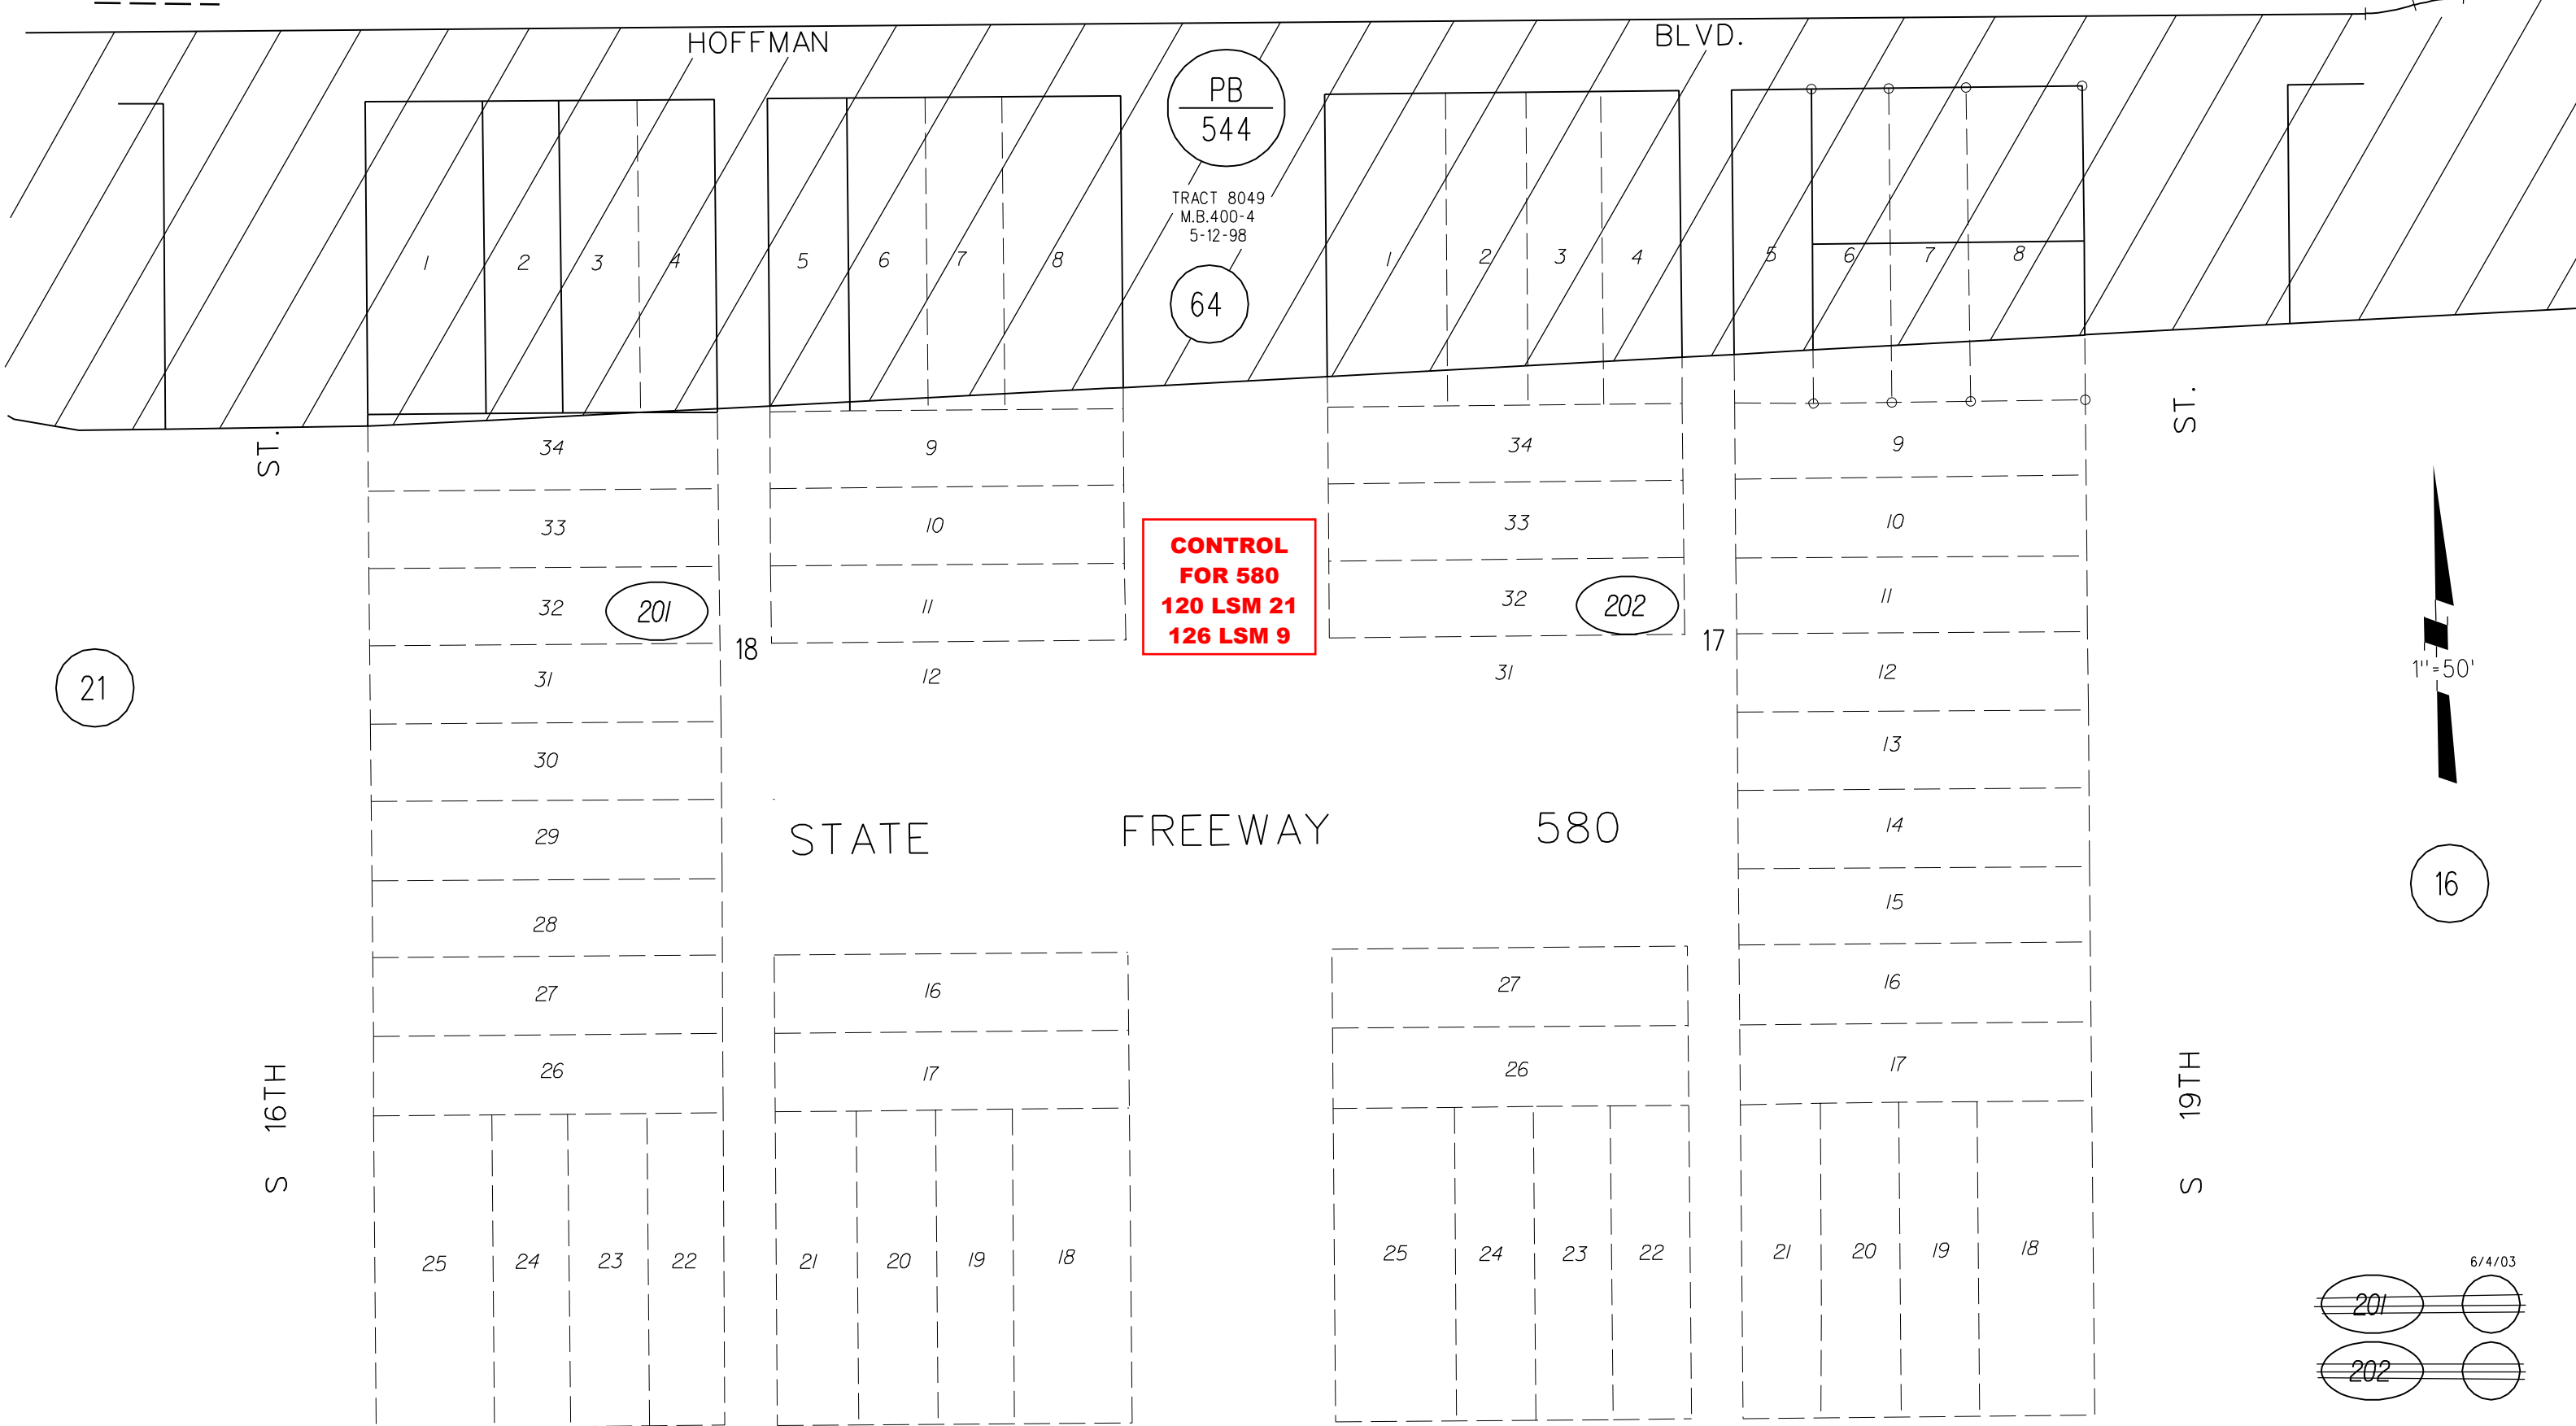 HOFFMAN BLVD.
PB
544
TRACT 8049
M.B.400-4
5-12-98
64
1 2 3 4 5 6 7 8 1 2 3 4 5 6 7 8
ST. ST.
34 9 34 9
33 10 33 10
CONTROL
FOR 580
120 LSM 21
126 LSM 9
32 201 11 32 202 11
18 17
21
31 12 31 12
1"=50'
30 13
STATE FREEWAY 580
29 14
16
28 15
27 16 27 16
26 17 26 17
S 16TH S 19TH
25 24 23 22 21 20 19 18 25 24 23 22 21 20 19 18
6/4/03
201
202